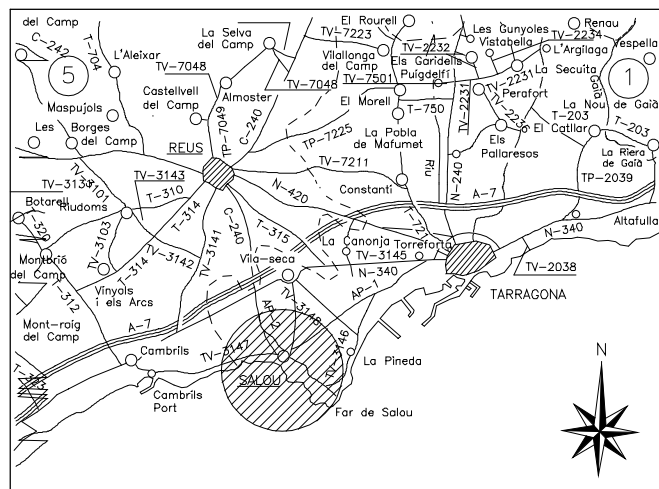 del Camp
C-242
T-704
5
L'Aleixar
TV-7048
Castellvell
del Camp
Maspujols
Les
Borges
del Camp
La Selva
del Camp
Almoster
TP-7049
C-240
TV-7048
REUS
El Rourell
TV-7223
Vilallonga
del Camp
TV-7501
El Morell
TP-7225
TV-2232
Els Garidells
Puigdelfí
T-750
La Pobla
de Mafumet
TV-7211
Constantí
Riu
Les Gunyoles
Vistabella
TV-2231
TV-2231
Perafort
TV-2236
Els
Pallaresos
N-240
Renau
TV-2234
L'Argilaga
Vespella
La Secuita
Gaià
1
La Nou de Gaià
T-203
El Catllar
T-203
La Riera
de Gaià
TP-2039
A-7
Altafulla
N-340
TV-2038
TARRAGONA
TV-3101
TV-3143
T-310
Botarell
Riudoms
T-314
TV-3141
C-240
N-420
T-315
T-721
La Canonja
Torreforta
TV-3145
N-340
AP-1
Vila-seca
Montbrió
del Camp
TV-3103
T-314
TV-3142
Vinyols
i els Arcs
T-312
Mont-roig
del Camp
A-7
Cambrils
TV-3147
TV-3148
TV-3146
SALOU
La Pineda
Cambrils
Port
Far de Salou
N